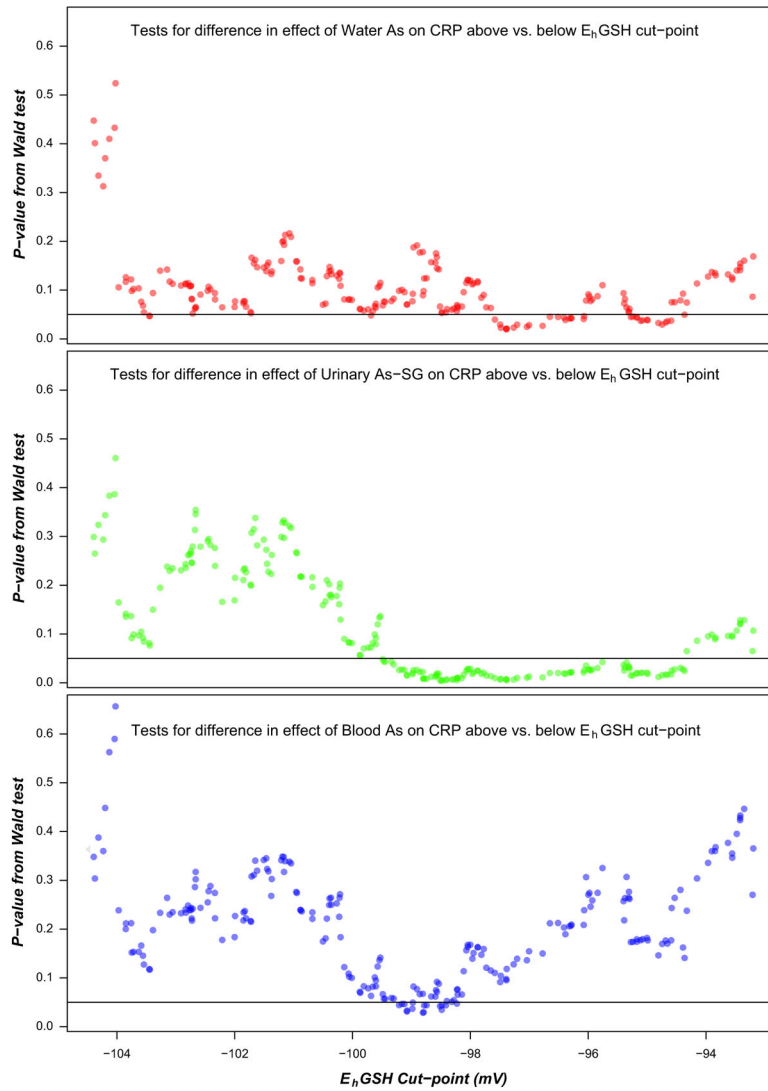 Tests for difference in effect of Water As on CRP above vs. below EhGSH cut−point
P−value from Wald test
0.6
0.5
0.4
0.3
0.2
0.1
0.0
Tests for difference in effect of Urinary As−SG on CRP above vs. below Eh GSH cut−point
P−value from Wald test
0.6
0.5
0.4
0.3
0.2
0.1
0.0
Tests for difference in effect of Blood As on CRP above vs. below Eh GSH cut−point
P−value from Wald test
0.6
0.5
0.4
0.3
0.2
0.1
0.0
−104 −102 −100 −98 −96 −94
EhGSH Cut−point (mV)